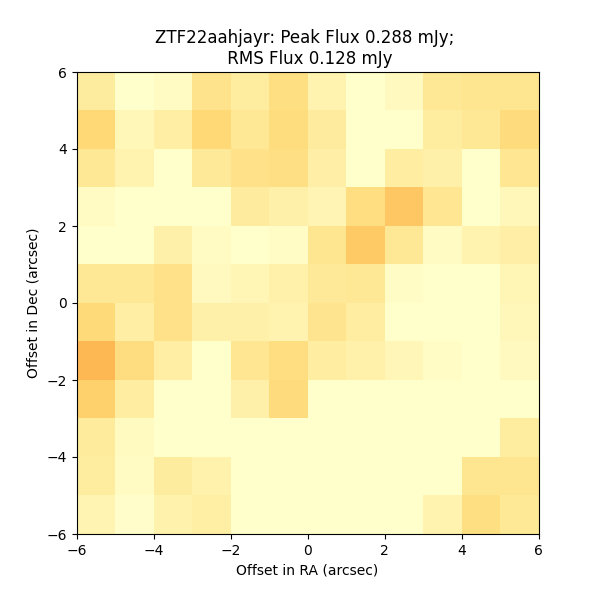 ZTF22aahjayr: Peak Flux 0.288 mJy;
RMS Flux 0.128 mJy
6
4
2
0
−2
−4
−6
Offset in Dec (arcsec)
−6 −4 −2 0 2 4 6
Offset in RA (arcsec)